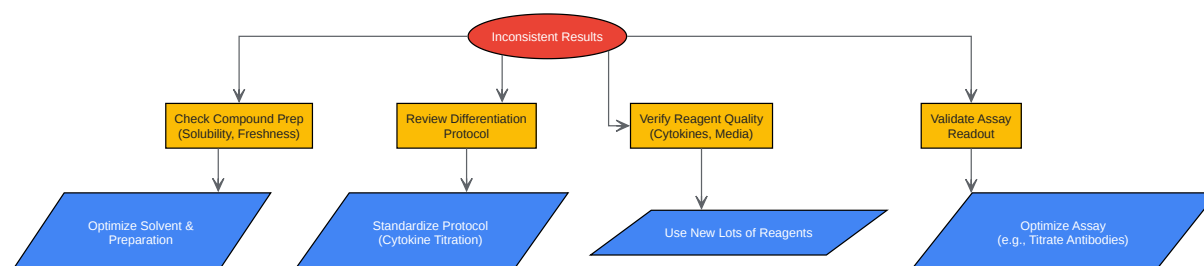 Inconsistent Results
Check Compound Prep
(Solubility, Freshness)
Review Differentiation
Protocol
Verify Reagent Quality
(Cytokines, Media)
Validate Assay
Readout
Optimize Solvent &
Preparation
Standardize Protocol
(Cytokine Titration)
Use New Lots of Reagents
Optimize Assay
(e.g., Titrate Antibodies)